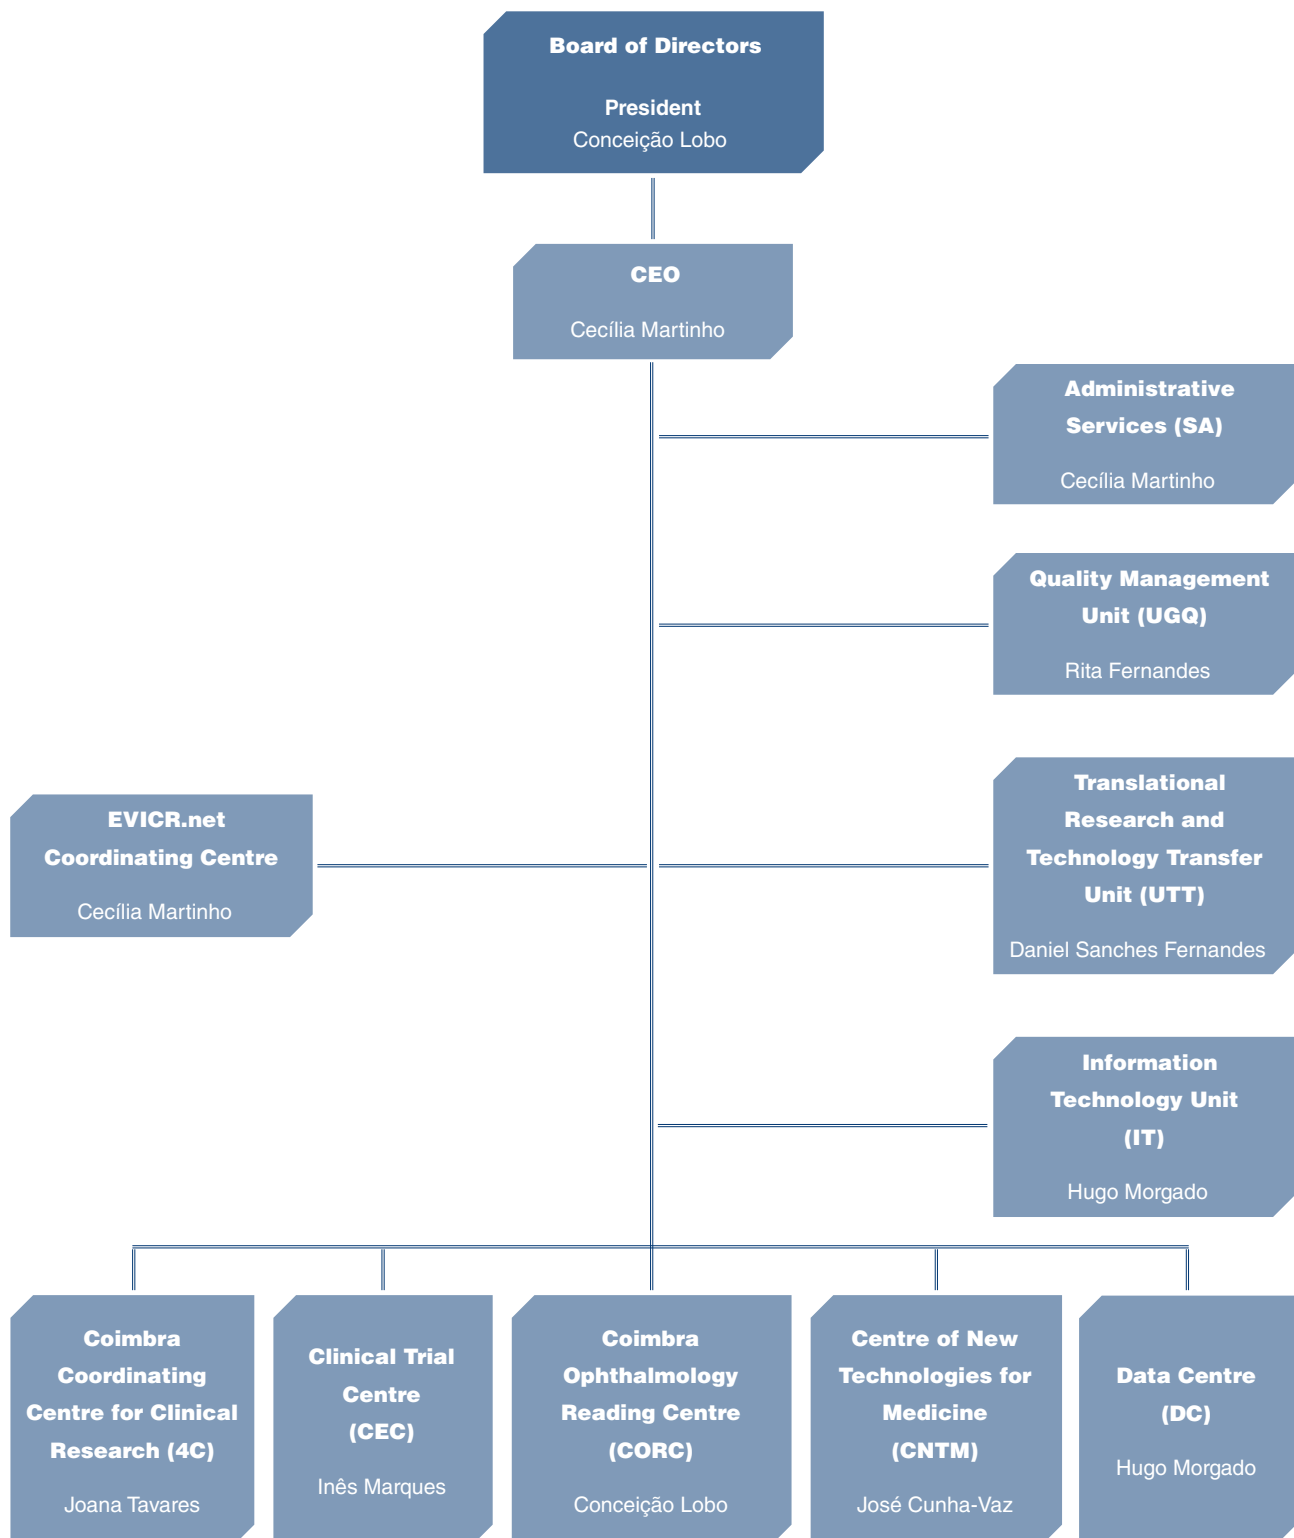 Board of Directors
President
Conceição Lobo
CEO
Cecília Martinho
Administrative
Services (SA)
Cecília Martinho
Quality Management
Unit (UGQ)
Rita Fernandes
Translational
Research and
Technology Transfer
Unit (UTT)
Daniel Sanches Fernandes
EVICR.net
Coordinating Centre
Cecília Martinho
Information
Technology Unit
(IT)
Hugo Morgado
Coimbra
Coordinating
Centre for Clinical
Research (4C)
Joana Tavares
Clinical Trial
Centre
(CEC)
Inês Marques
Coimbra
Ophthalmology
Reading Centre
(CORC)
Conceição Lobo
Centre of New
Technologies for
Medicine
(CNTM)
José Cunha-Vaz
Data Centre
(DC)
Hugo Morgado